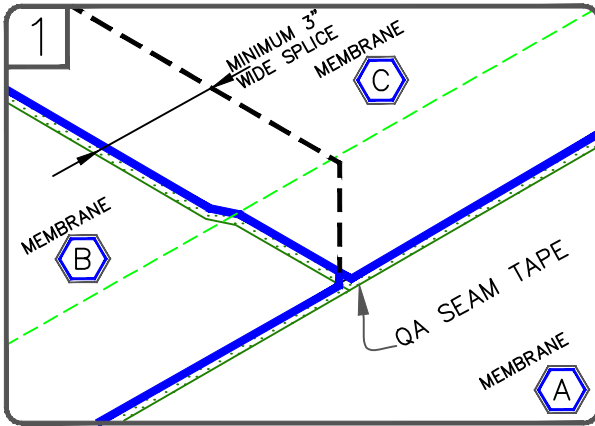 1
MINIMUM 3"
WIDE SPLICE
MEMBRANE
C
MEMBRANE
B
QA SEAM TAPE
MEMBRANE
A